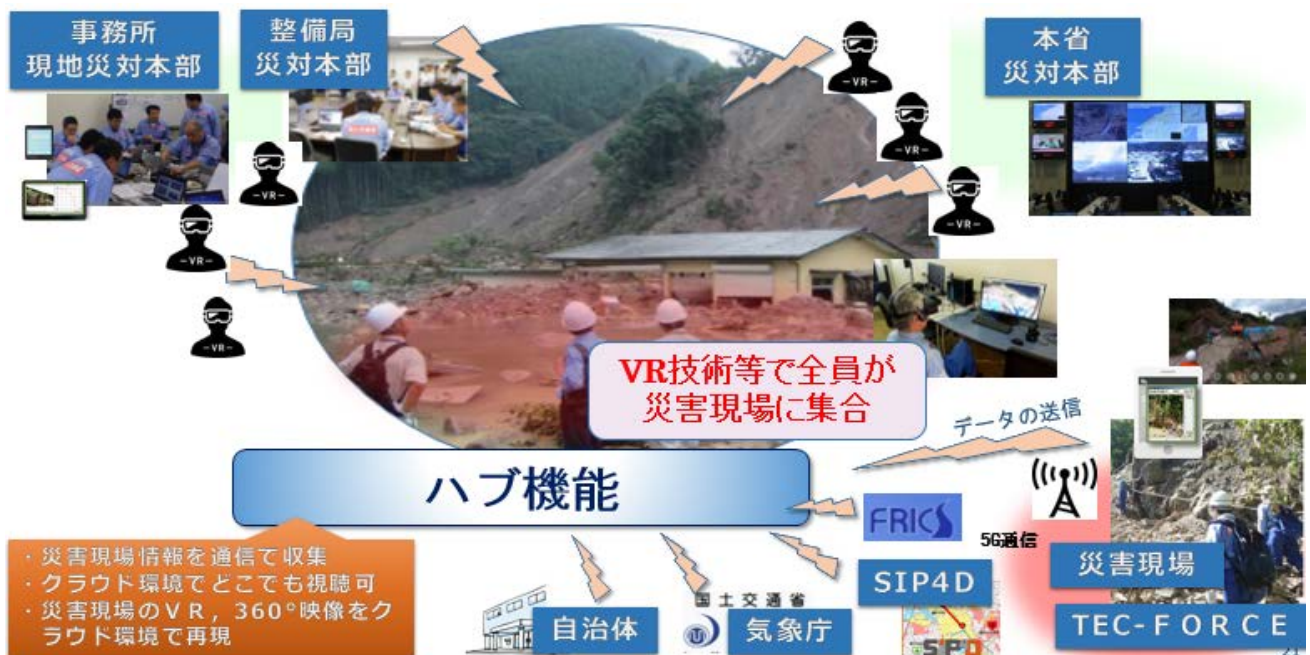 事務所
現地災対本部
整備局
災対本部
本省
災対本部
-VR-
-VR-
-VR-
-VR-
-VR-
-VR-
VR技術等で全員が
災害現場に集合
データの送信
ハブ機能
FRICS
5G通信
・災害現場情報を通信で収集
・クラウド環境でどこでも視聴可
・災害現場のVR，360°映像をク
ラウド環境で再現
自治体
国土交通省
気象庁
SIP4D
災害現場
TEC-FORCE
21